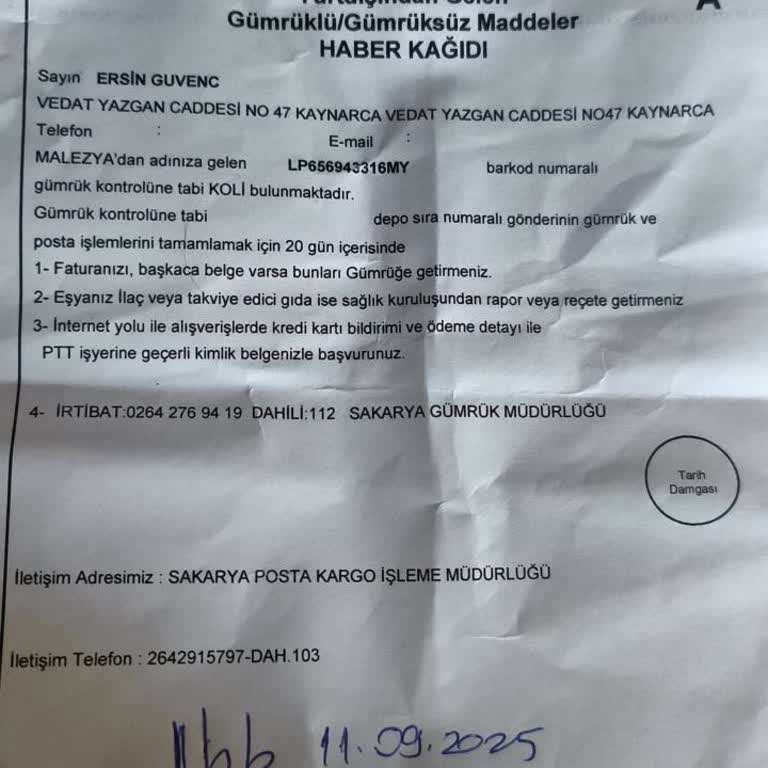 Yurtdışından Gelen
Gümrüklü/Gümrüksüz Maddeler
A
HABER KAĞIDI
Sayın ERSİN GUVENC
VEDAT YAZGAN CADDESİ NO 47 KAYNARCA VEDAT YAZGAN CADDESİ NO47 KAYNARCA
Telefon :
E-mail :
MALEZYA'dan adınıza gelen LP656943316MY barkod numaralı
gümrük kontrolüne tabi KOLİ bulunmaktadır.
Gümrük kontrolüne tabi depo sıra numaralı gönderinin gümrük ve
posta işlemlerini tamamlamak için 20 gün içerisinde
1- Faturanızı, başkaca belge varsa bunları Gümrüğe getirmeniz.
2- Eşyanız İlaç veya takviye edici gıda ise sağlık kuruluşundan rapor veya reçete getirmeniz
3- İnternet yolu ile alışverişlerde kredi kartı bildirimi ve ödeme detayı ile
PTT işyerine geçerli kimlik belgenizle başvurunuz.
4- İRTİBAT:0264 276 94 19 DAHİLİ:112 SAKARYA GÜMRÜK MÜDÜRLÜĞÜ
Tarih
Damgası
İletişim Adresimiz : SAKARYA POSTA KARGO İŞLEME MÜDÜRLÜĞÜ
İletişim Telefon : 2642915797-DAH.103
11.09.2025